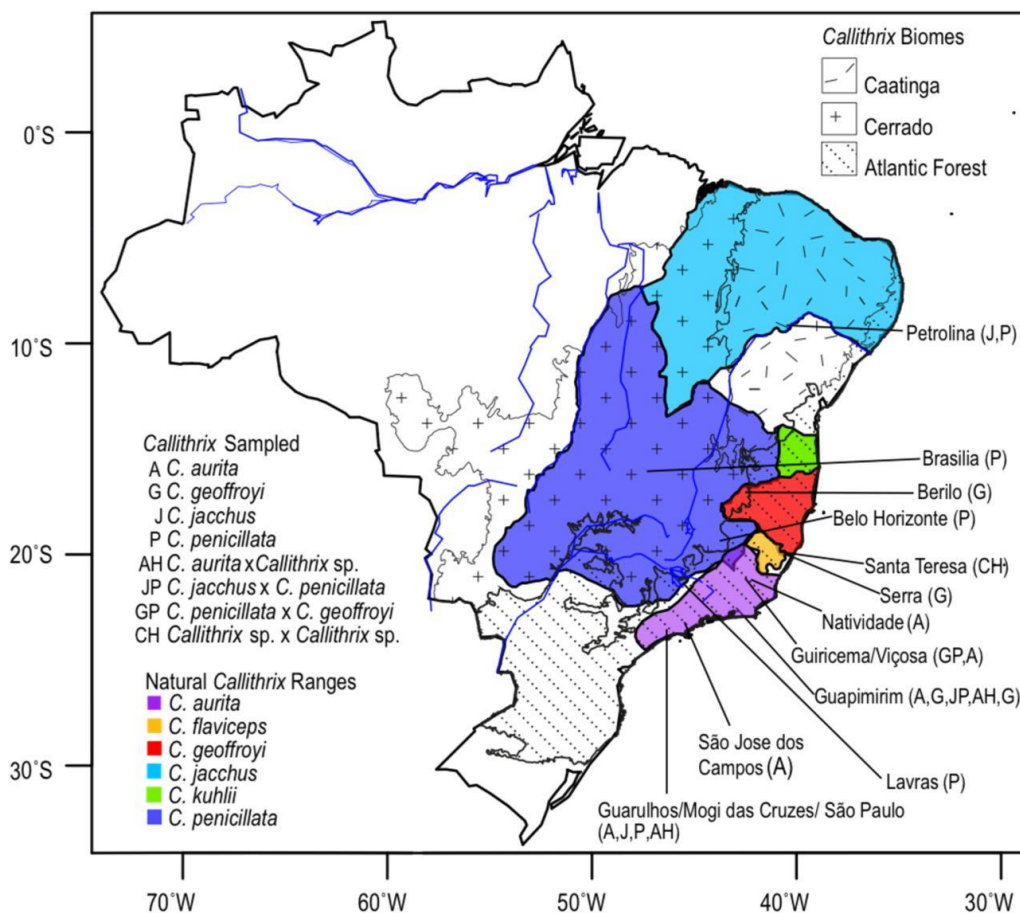 Callithrix Biomes
Caatinga
Cerrado
Atlantic Forest
0°S
10°S
20°S
30°S
Petrolina (J,P)
Brasilia (P)
Berilo (G)
Belo Horizonte (P)
Santa Teresa (CH)
Serra (G)
Natividade (A)
Guiricema/Viçosa (GP,A)
Guapimirim (A,G,JP,AH,G)
São Jose dos
Campos (A)
Lavras (P)
Guarulhos/Mogi das Cruzes/ São Paulo
(A,J,P,AH)
Callithrix Sampled
A C. aurita
G C. geoffroyi
J C. jacchus
P C. penicillata
AH C. aurita x Callithrix sp.
JP C. jacchus x C. penicillata
GP C. penicillata x C. geoffroyi
CH Callithrix sp. x Callithrix sp.
Natural Callithrix Ranges
C. aurita
C. flaviceps
C. geoffroyi
C. jacchus
C. kuhlii
C. penicillata
70°W
60°W
50°W
40°W
30°W